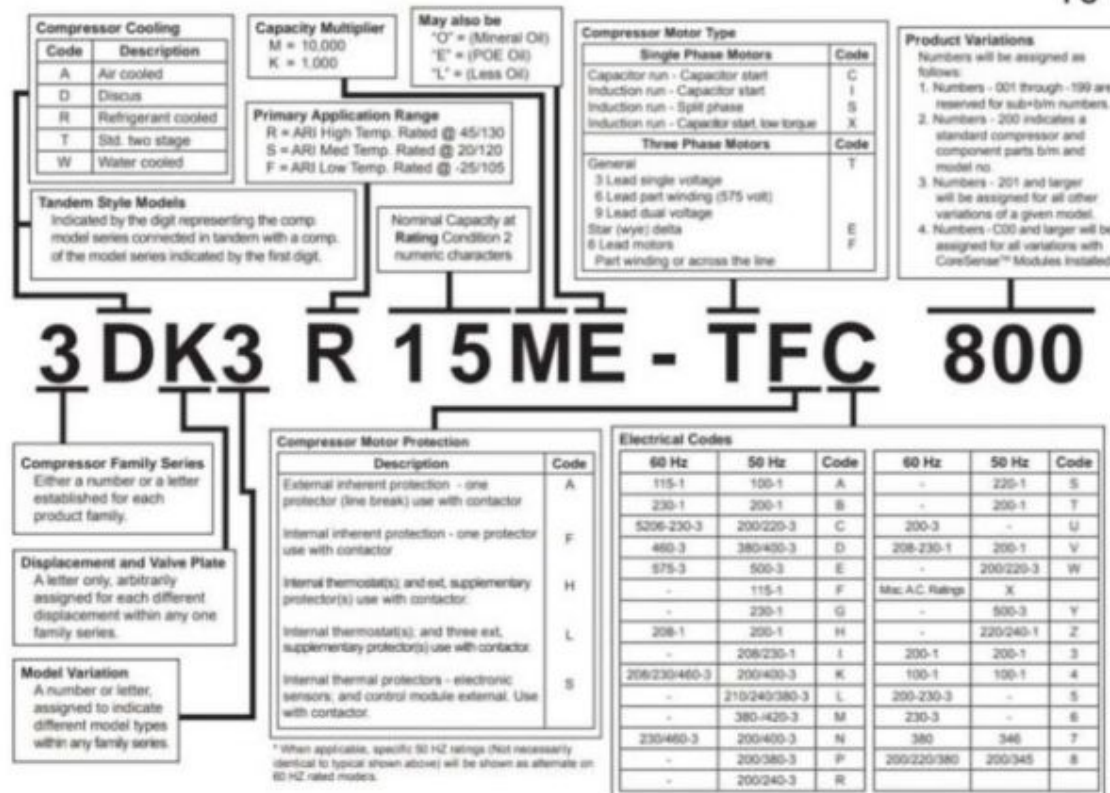 Compressor Cooling
Code Description
A Air cooled
D Discus
R Refrigerant cooled
T Std. two stage
W Water cooled
Capacity Multiplier
M = 10,000
K = 1,000
May also be
"O" = (Mineral Oil)
"E" = (POE Oil)
"L" = (Less Oil)
Primary Application Range
R = ARI High Temp. Rated @ 45/130
S = ARI Med Temp. Rated @ 20/120
F = ARI Low Temp. Rated @ -25/105
Compressor Motor Type
Single Phase Motors Code
Capacitor run - Capacitor start C
Induction run - Capacitor start I
Induction run - Split phase S
Induction run - Capacitor start, low torque X
Three Phase Motors Code
General T
3 Lead single voltage
6 Lead part winding (575 volt)
9 Lead dual voltage
Star (wye) delta E
6 Lead motors F
Part winding or across the line
Product Variations
Numbers will be assigned as
follows:
1. Numbers - 001 through -199 are
reserved for sub+b/m numbers.
2. Numbers - 200 indicates a
standard compressor and
component parts b/m and
model no.
3. Numbers - 201 and larger
will be assigned for all other
variations of a given model.
4. Numbers - C00 and larger will be
assigned for all variations with
CoreSense™ Modules Installed
Tandem Style Models
Indicated by the digit representing the comp.
model series connected in tandem with a comp.
of the model series indicated by the first digit.
Nominal Capacity at
Rating Condition 2
numeric characters
3DK3 R 15ME - TFC 800
Compressor Family Series
Either a number or a letter
established for each
product family.
Displacement and Valve Plate
A letter only, arbitrarily
assigned for each different
displacement within any one
family series.
Model Variation
A number or letter,
assigned to indicate
different model types
within any family series.
Compressor Motor Protection
Description Code
External inherent protection - one A
protector (line break) use with contactor
Internal inherent protection - one protector F
use with contactor
Internal thermostat(s); and ext, supplementary H
protector(s) use with contactor.
Internal thermostat(s); and three ext, L
supplementary protector(s) use with contactor.
Internal thermal protectors - electronic S
sensors; and control module external. Use
with contactor.
* When applicable, specific 50 HZ ratings (Not necessarily
identical to typical shown above) will be shown as alternate on
60 HZ rated models.
Electrical Codes
60 Hz 50 Hz Code 60 Hz 50 Hz Code
115-1 100-1 A - 220-1 S
230-1 200-1 B - 200-1 T
5206-230-3 200/220-3 C 200-3 - U
460-3 380/400-3 D 208-230-1 200-1 V
575-3 500-3 E - 200/220-3 W
- 115-1 F Misc. A.C. Ratings X
- 230-1 G - 500-3 Y
208-1 200-1 H - 220/240-1 Z
- 208/230-1 I 200-1 200-1 3
208/230/460-3 200/400-3 K 100-1 100-1 4
- 210/240/380-3 L 200-230-3 - 5
- 380-/420-3 M 230-3 - 6
230/460-3 200/400-3 N 380 346 7
- 200/380-3 P 200/220/380 200/345 8
- 200/240-3 R